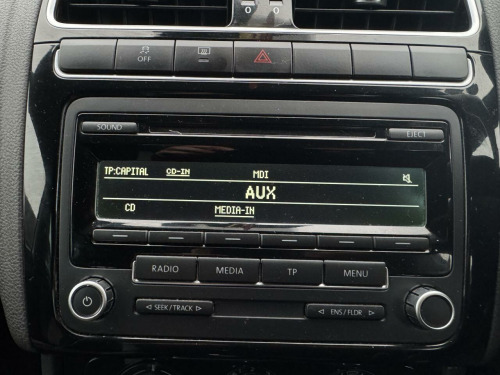 OFF
SOUND
EJECT
TP:CAPITAL CD-IN MDI
AUX
CD MEDIA-IN
RADIO MEDIA TP MENU
SEEK/TRACK ENS/FLDR